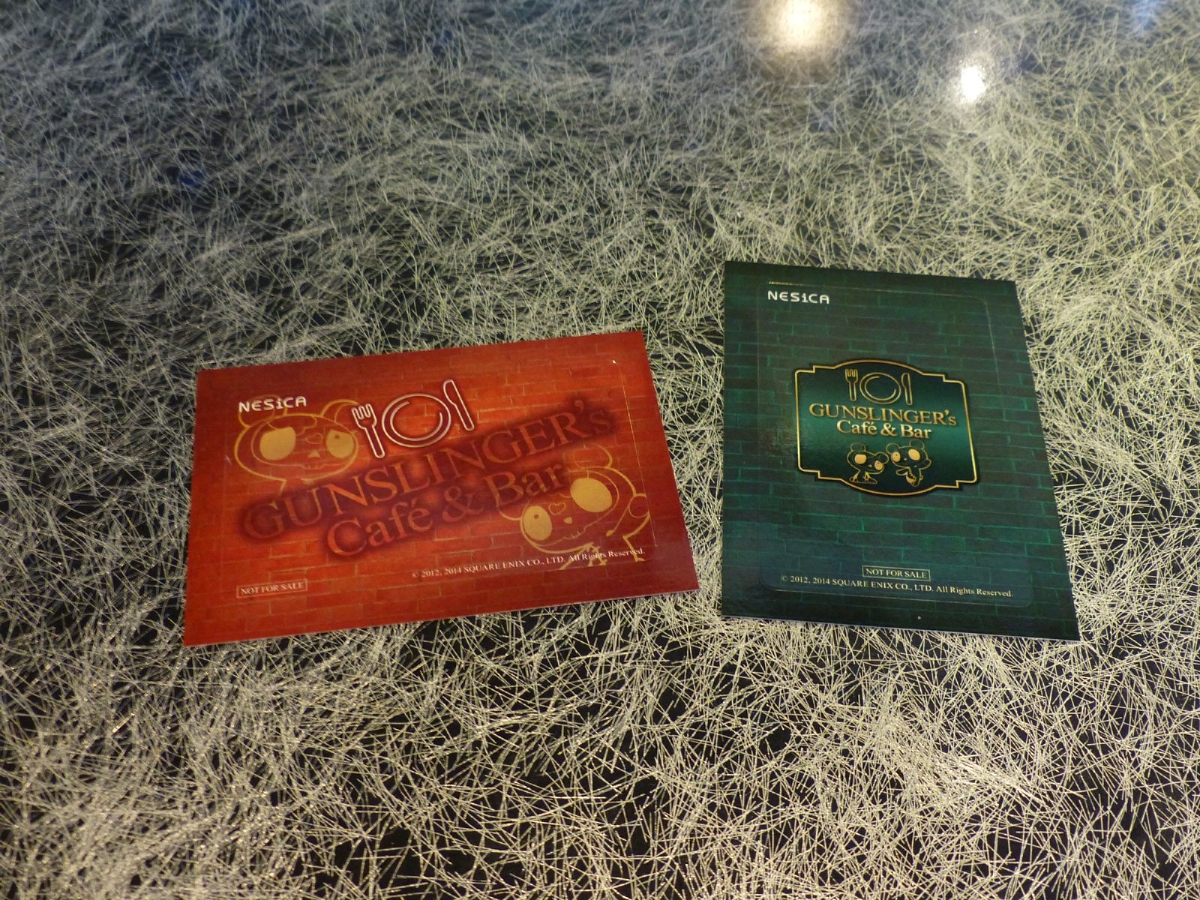 NESiCA
GUNSLINGER's
Café & Bar
© 2012, 2014 SQUARE ENIX CO., LTD. All Rights Reserved.
NOT FOR SALE
NESiCA
GUNSLINGER's
Café & Bar
NOT FOR SALE
© 2012, 2014 SQUARE ENIX CO., LTD. All Rights Reserved.